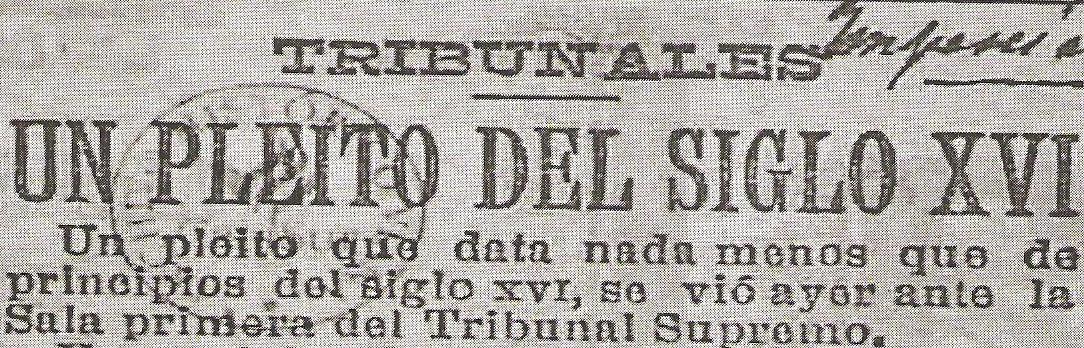 TRIBUNALES
UN PLEITO DEL SIGLO XVI
Un pleito que data nada menos que de
principios del siglo XVI, se vió ayer ante la
Sala primera del Tribunal Supremo.